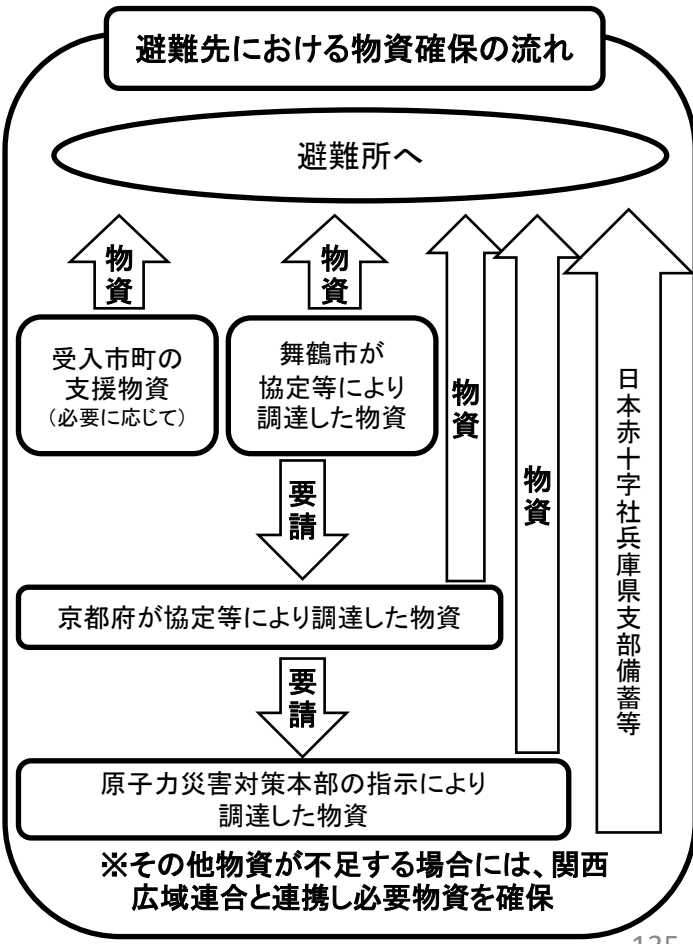 避難先における物資確保の流れ
避難所へ
物資
物資
受入市町の
支援物資
（必要に応じて）
舞鶴市が
協定等により
調達した物資
物資
物資
日本赤十字社兵庫県支部備蓄等
要請
京都府が協定等により調達した物資
要請
原子力災害対策本部の指示により
調達した物資
※その他物資が不足する場合には、関西
広域連合と連携し必要物資を確保